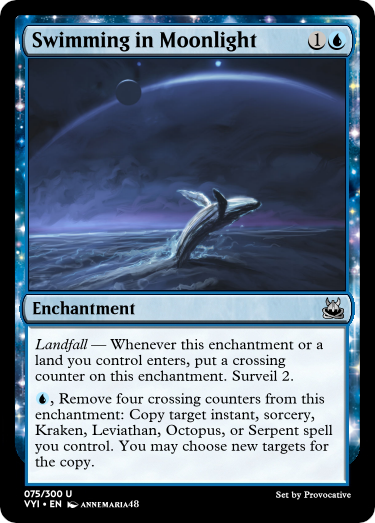 Swimming in Moonlight 1
Enchantment
Landfall — Whenever this enchantment or a
land you control enters, put a crossing
counter on this enchantment. Surveil 2.
, Remove four crossing counters from this
enchantment: Copy target instant, sorcery,
Kraken, Leviathan, Octopus, or Serpent spell
you control. You may choose new targets for
the copy.
075/300 U
VYI • EN ANNEMARIA48
Set by Provocative